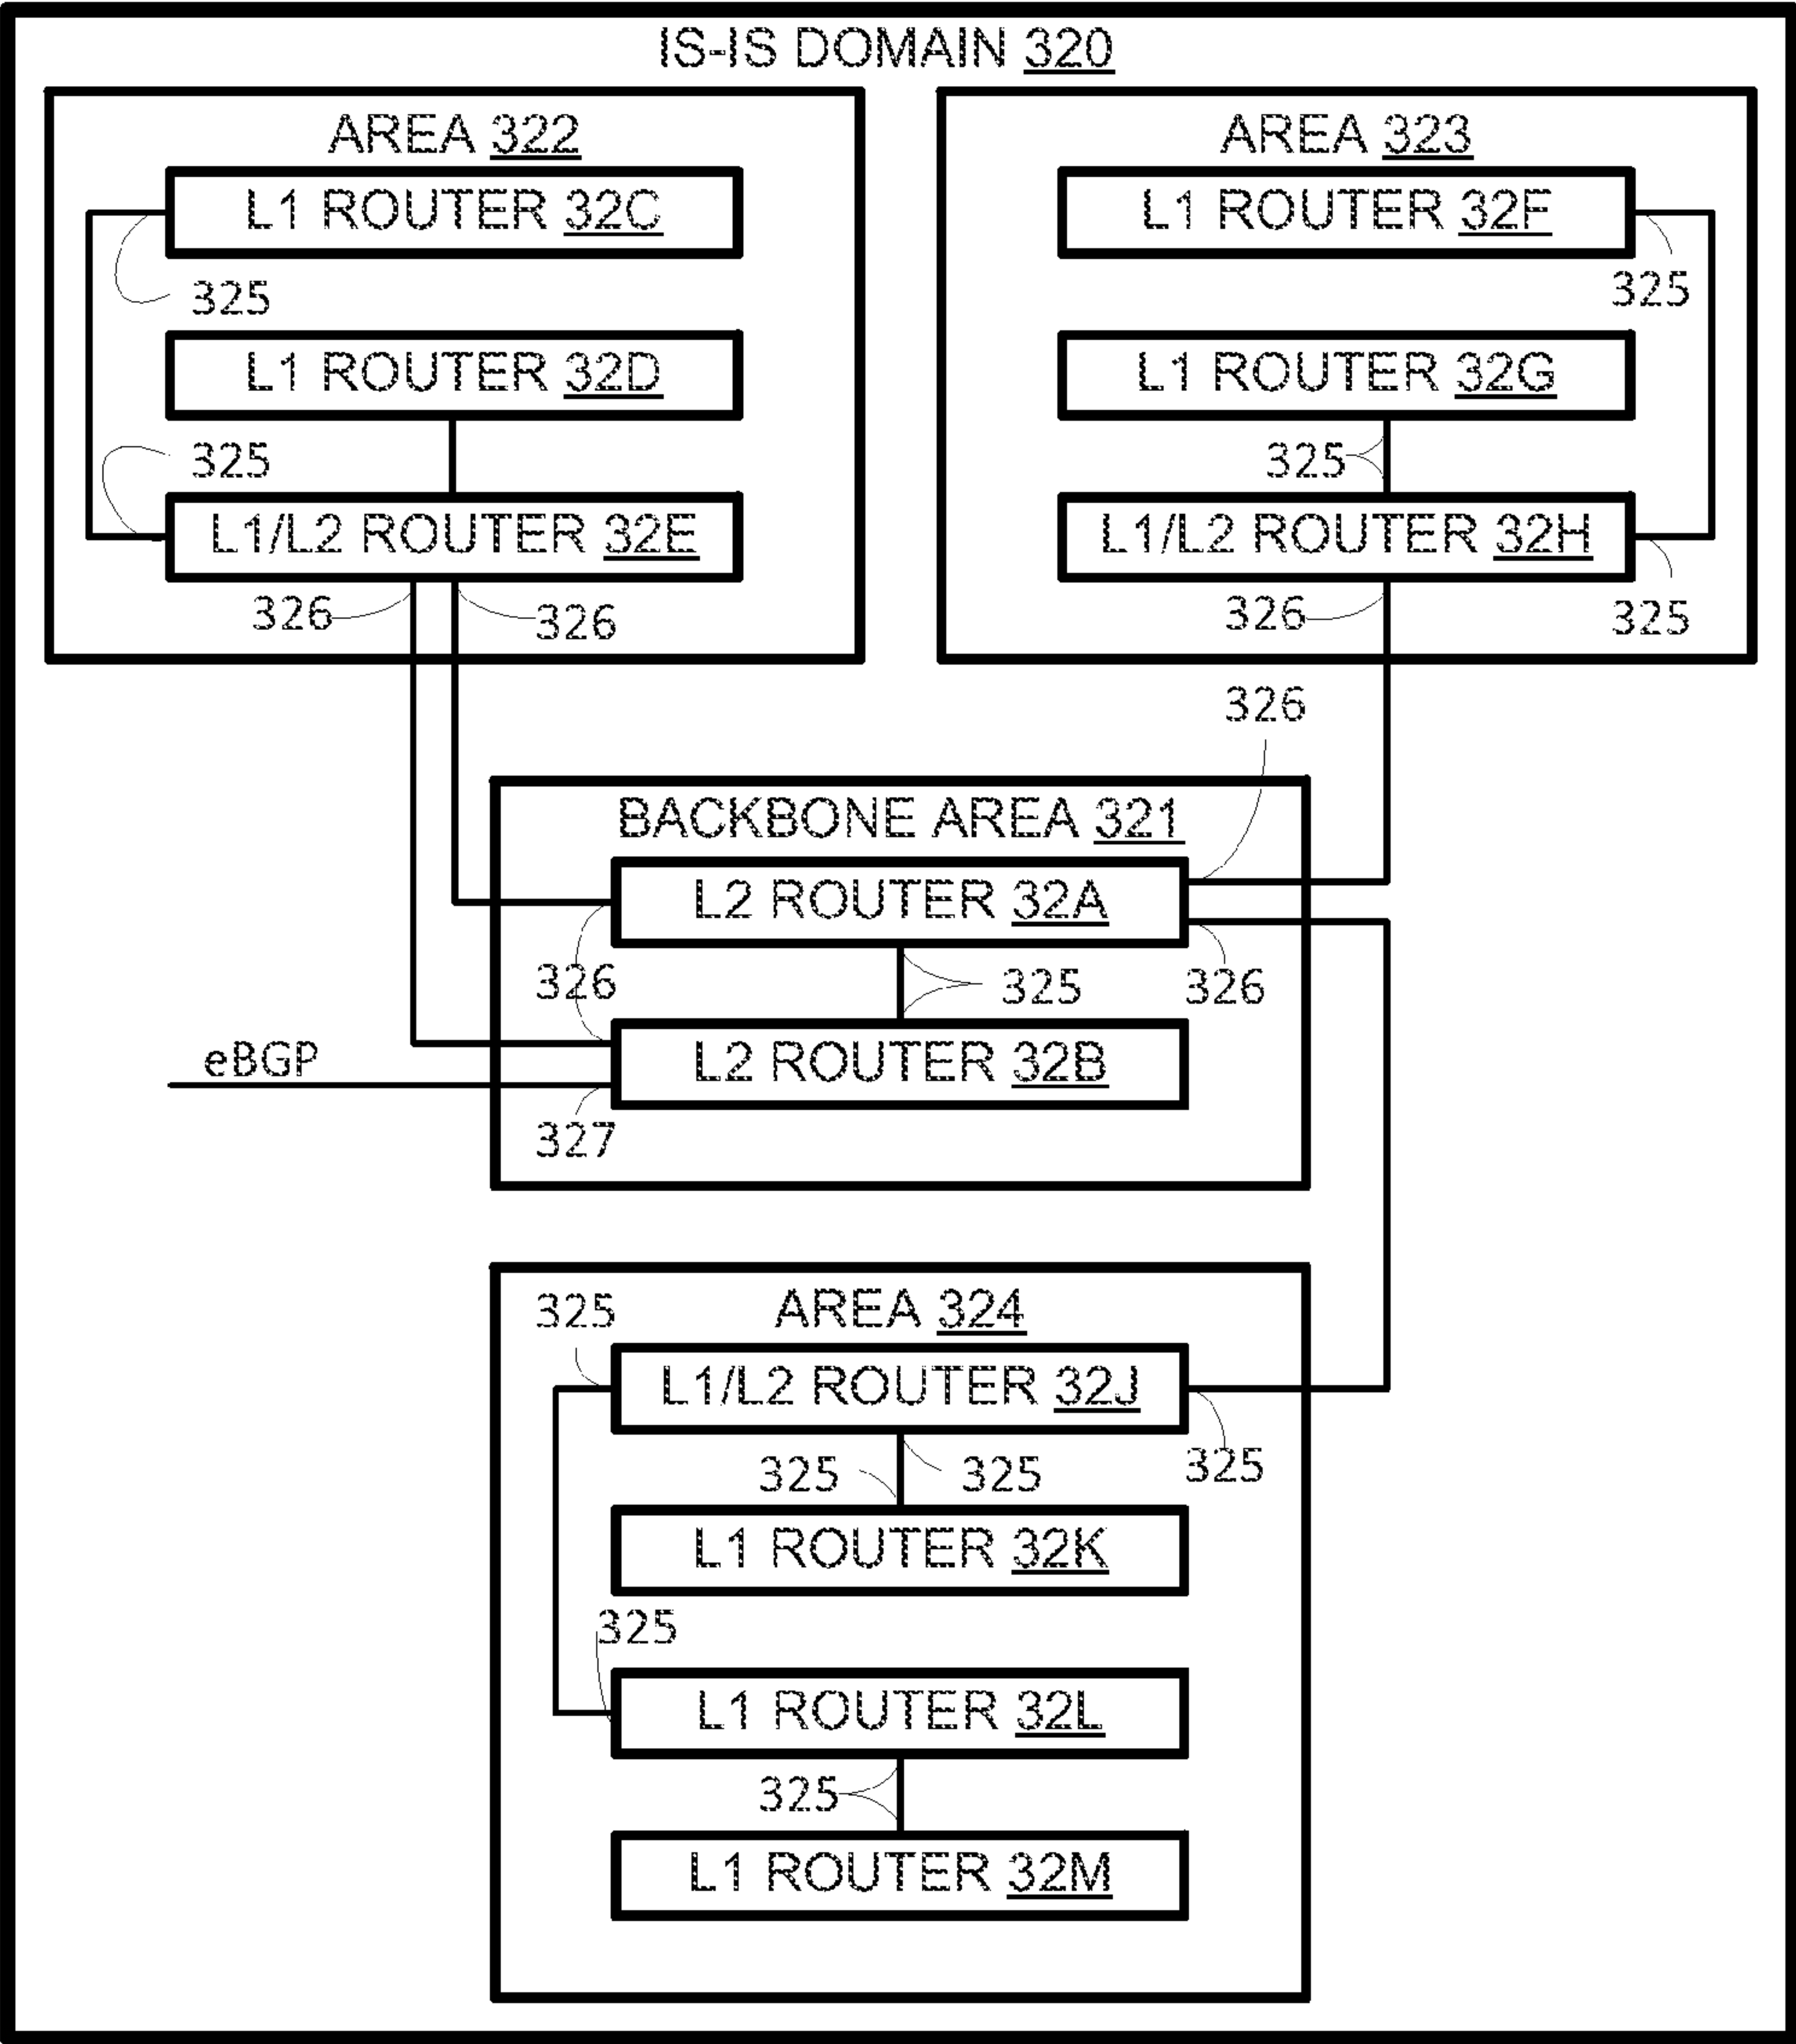 IS-IS DOMAIN 320
AREA 322
L1 ROUTER 32C
325
L1 ROUTER 32D
325
L1/L2 ROUTER 32E
326
326
AREA 323
L1 ROUTER 32F
325
L1 ROUTER 32G
325
L1/L2 ROUTER 32H
326
325
326
BACKBONE AREA 321
L2 ROUTER 32A
326
325
326
eBGP
L2 ROUTER 32B
327
AREA 324
325
L1/L2 ROUTER 32J
325
325
325
L1 ROUTER 32K
325
L1 ROUTER 32L
325
L1 ROUTER 32M